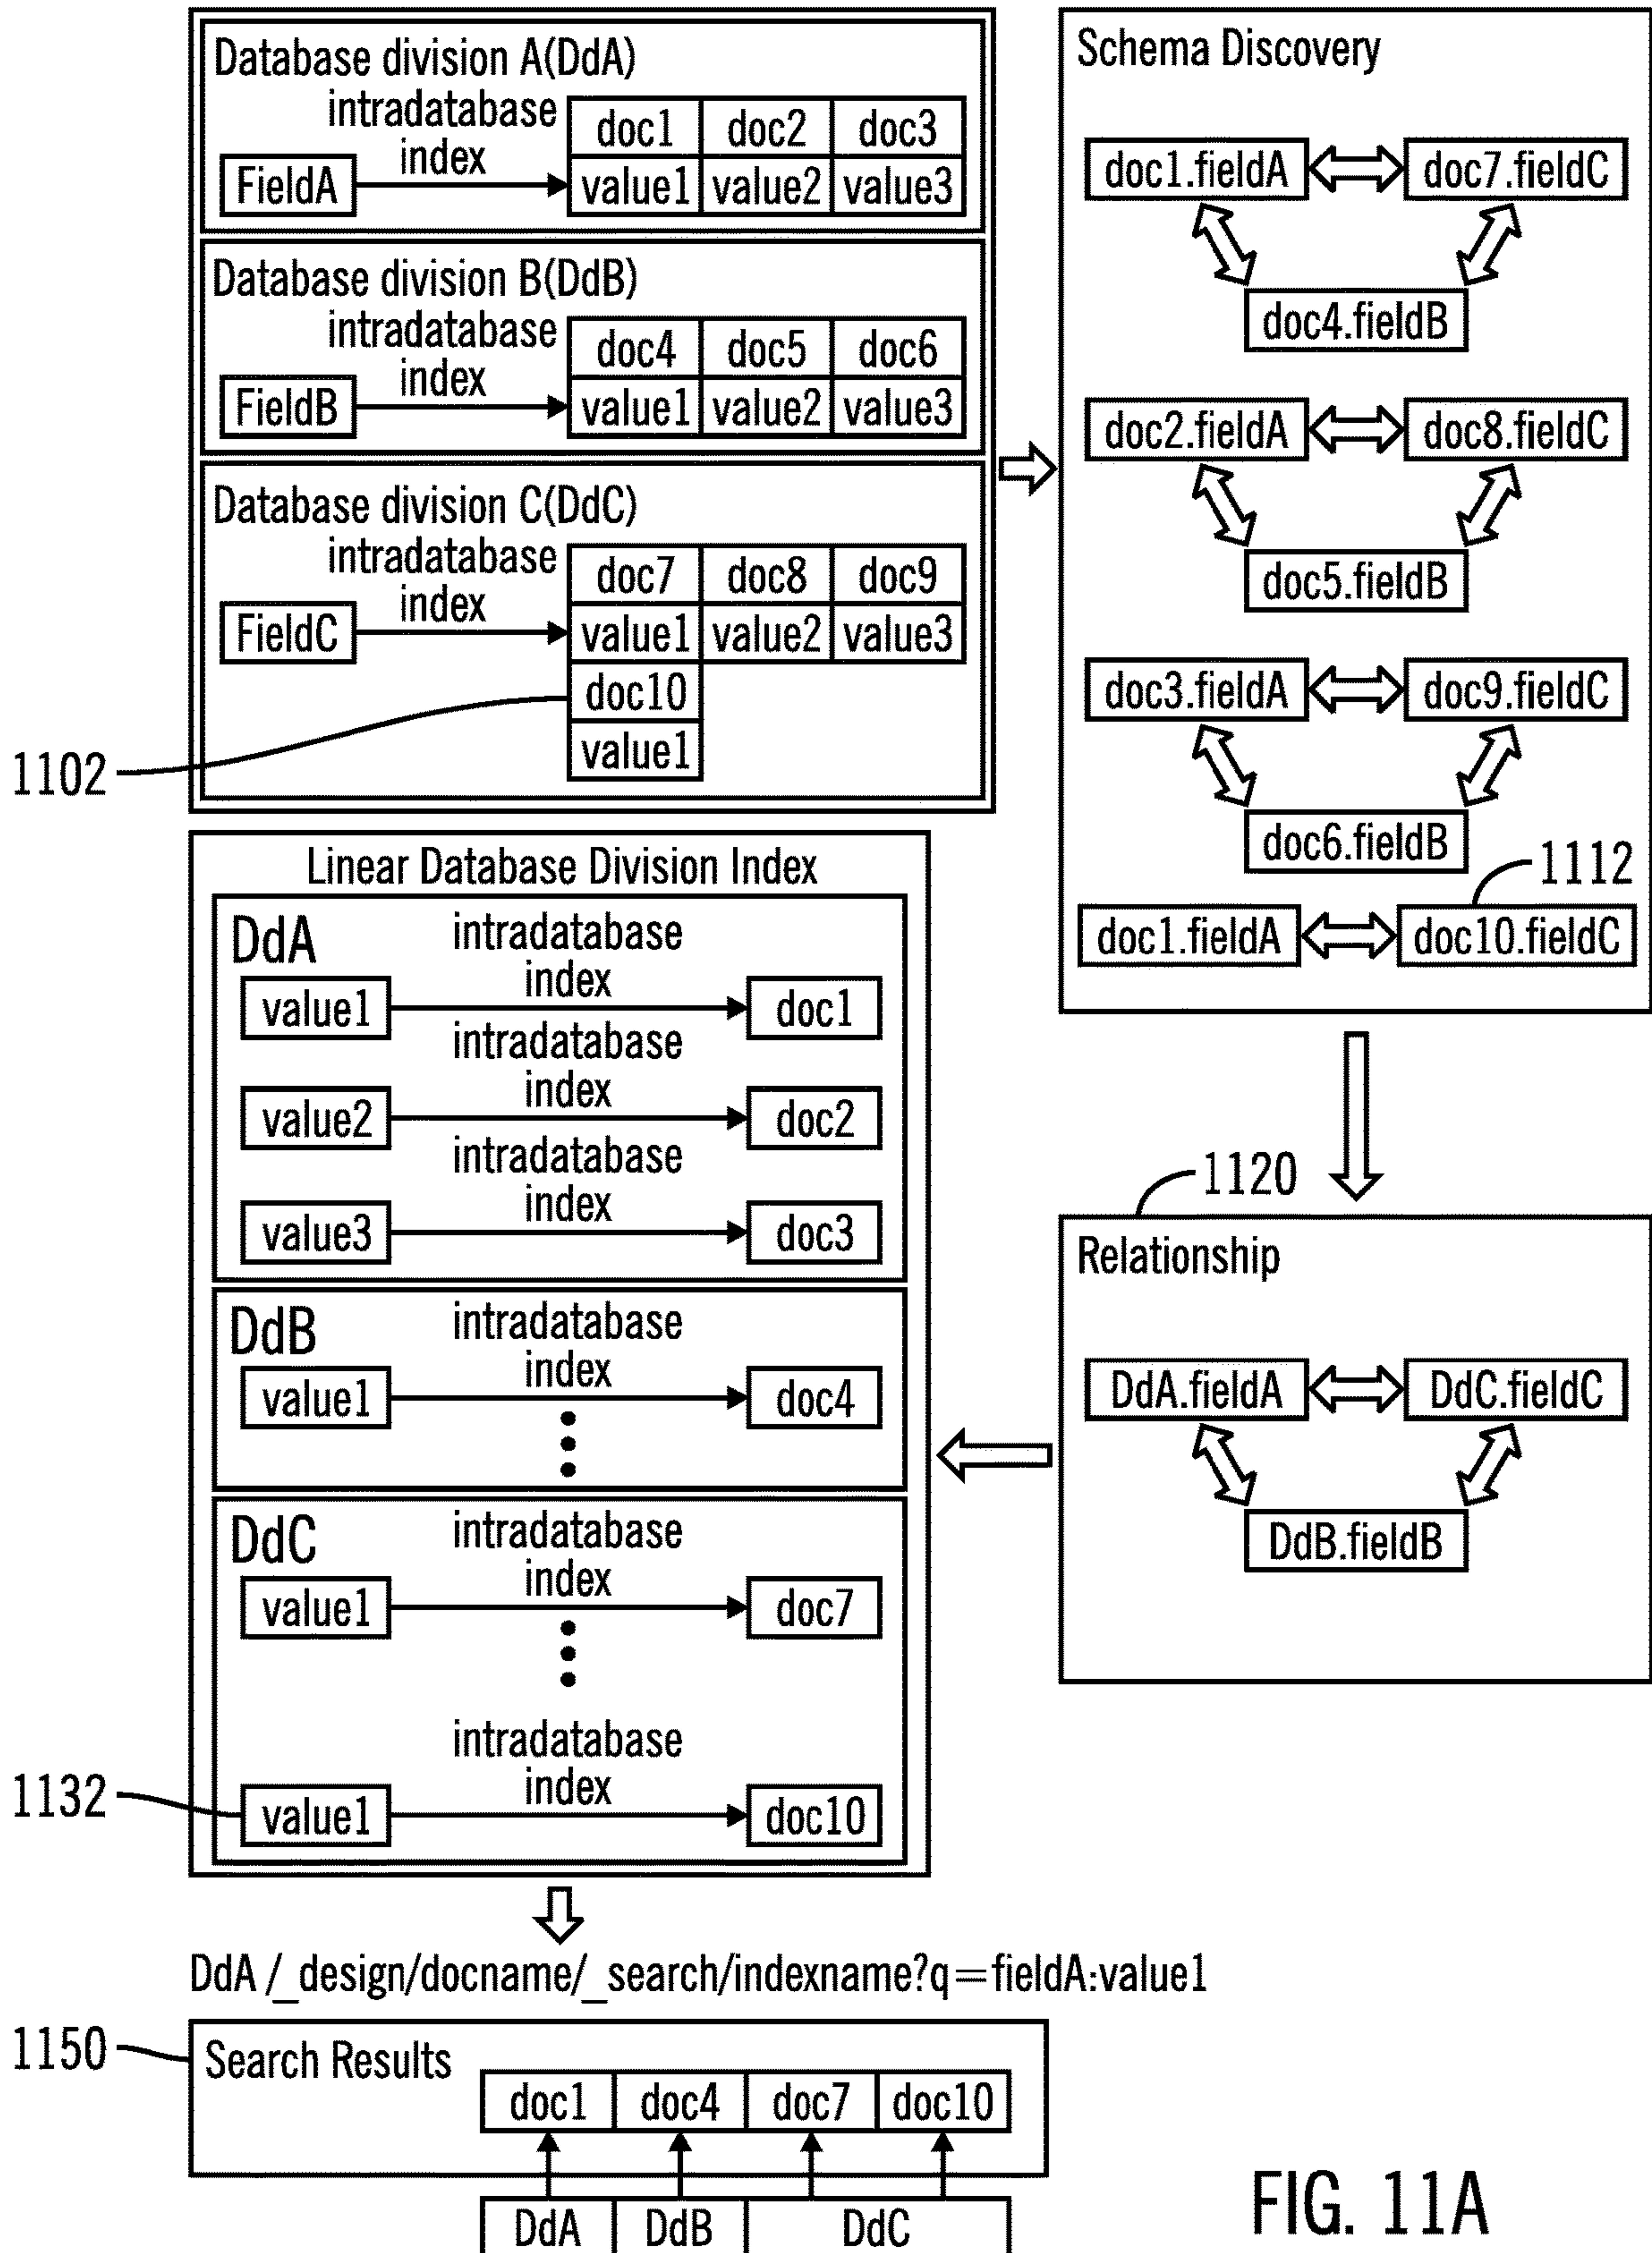 Database division A(DdA)
intradatabase
index
doc1 doc2 doc3
FieldA
value1 value2 value3
Database division B(DdB)
intradatabase
index
doc4 doc5 doc6
FieldB
value1 value2 value3
Database division C(DdC)
intradatabase
index
doc7 doc8 doc9
FieldC
value1 value2 value3
doc10
value1
1102
Schema Discovery
doc1.fieldA doc7.fieldC
doc4.fieldB
doc2.fieldA doc8.fieldC
doc5.fieldB
doc3.fieldA doc9.fieldC
doc6.fieldB
1112
doc1.fieldA doc10.fieldC
1120
Relationship
DdA.fieldA DdC.fieldC
DdB.fieldB
Linear Database Division Index
DdA
intradatabase
index
value1 doc1
intradatabase
index
value2 doc2
intradatabase
index
value3 doc3
DdB
intradatabase
index
value1 doc4
DdC
intradatabase
index
value1 doc7
intradatabase
index
1132
value1 doc10
DdA /_design/docname/_search/indexname?q=fieldA:value1
1150
Search Results
doc1 doc4 doc7 doc10
DdA DdB DdC
FIG. 11A